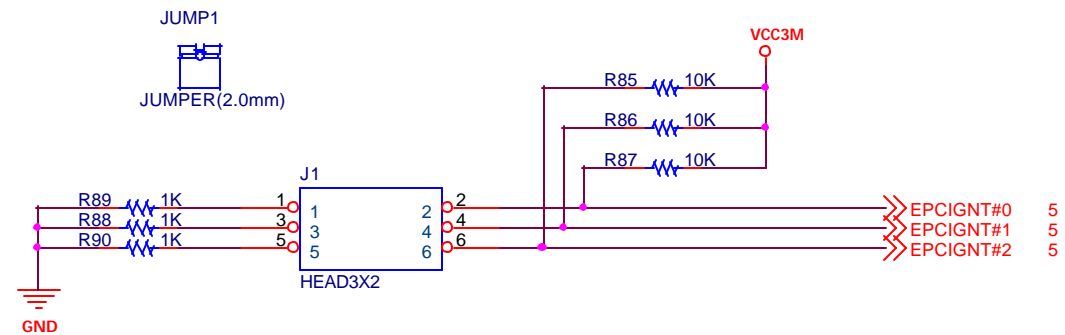 JUMP1
JUMPER(2.0mm)
VCC3M
R85 10K
R86 10K
R87 10K
J1
R89 1K 1 1 2 2 EPCIGNT#0 5
R88 1K 3 3 4 4 EPCIGNT#1 5
R90 1K 5 5 6 6 EPCIGNT#2 5
HEAD3X2
GND